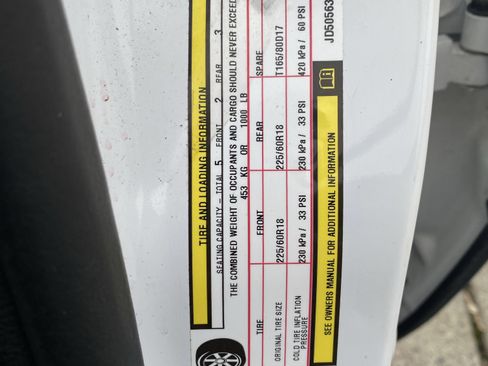 TIRE AND LOADING INFORMATION
SEATING CAPACITY - TOTAL 5 FRONT 2 REAR 3
THE COMBINED WEIGHT OF OCCUPANTS AND CARGO SHOULD NEVER EXCEED
453 KG OR 1000 LB
TIRE FRONT REAR SPARE
ORIGINAL TIRE SIZE 225/60R18 225/60R18 T165/80D17
COLD TIRE INFLATION PRESSURE 230 kPa / 33 PSI 230 kPa / 33 PSI 420 kPa / 60 PSI
SEE OWNERS MANUAL FOR ADDITIONAL INFORMATION
JD50563